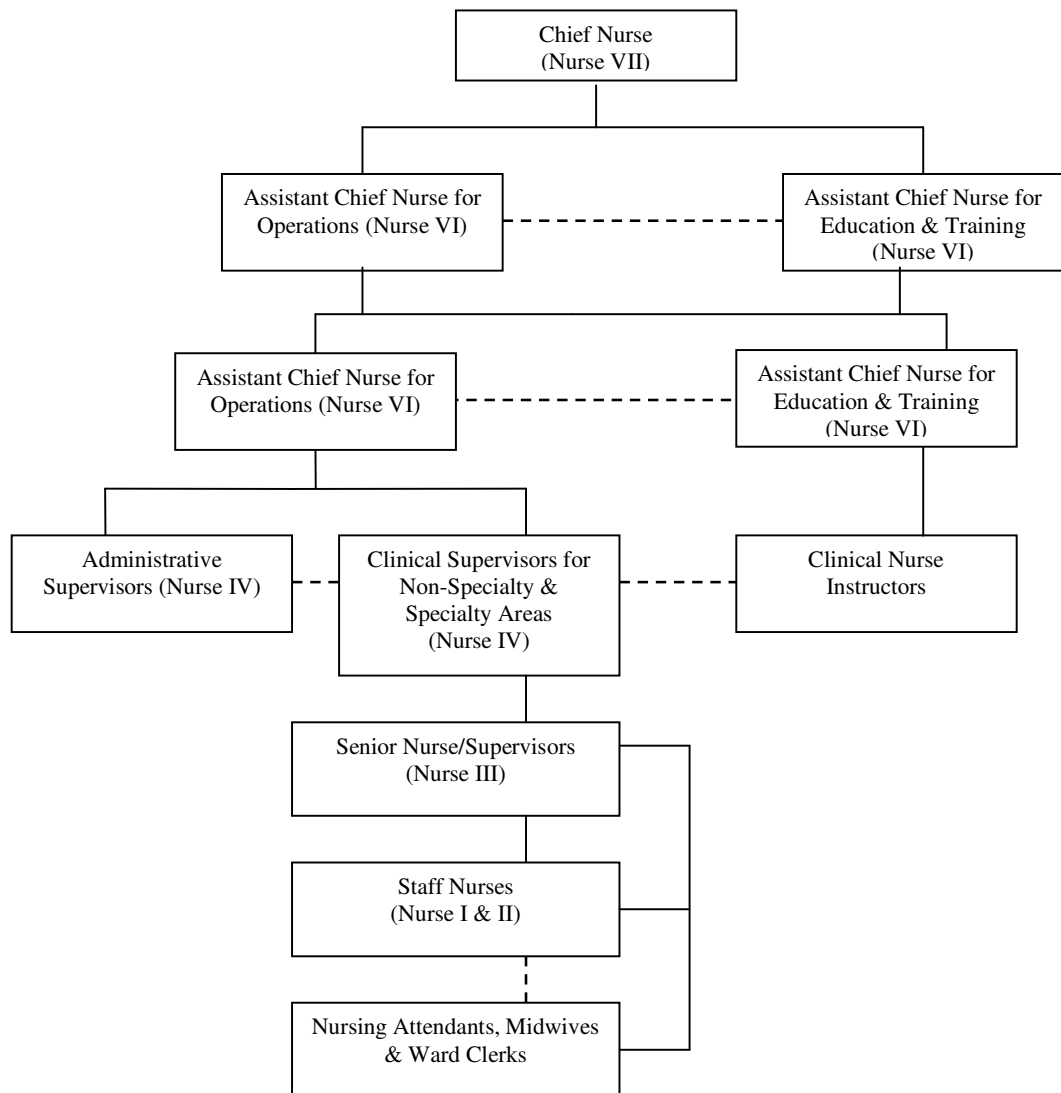 Chief Nurse
(Nurse VII)
Assistant Chief Nurse for
Operations (Nurse VI)
Assistant Chief Nurse for
Education & Training
(Nurse VI)
Assistant Chief Nurse for
Operations (Nurse VI)
Assistant Chief Nurse for
Education & Training
(Nurse VI)
Administrative
Supervisors (Nurse IV)
Clinical Supervisors for
Non-Specialty &
Specialty Areas
(Nurse IV)
Clinical Nurse
Instructors
Senior Nurse/Supervisors
(Nurse III)
Staff Nurses
(Nurse I & II)
Nursing Attendants, Midwives
& Ward Clerks